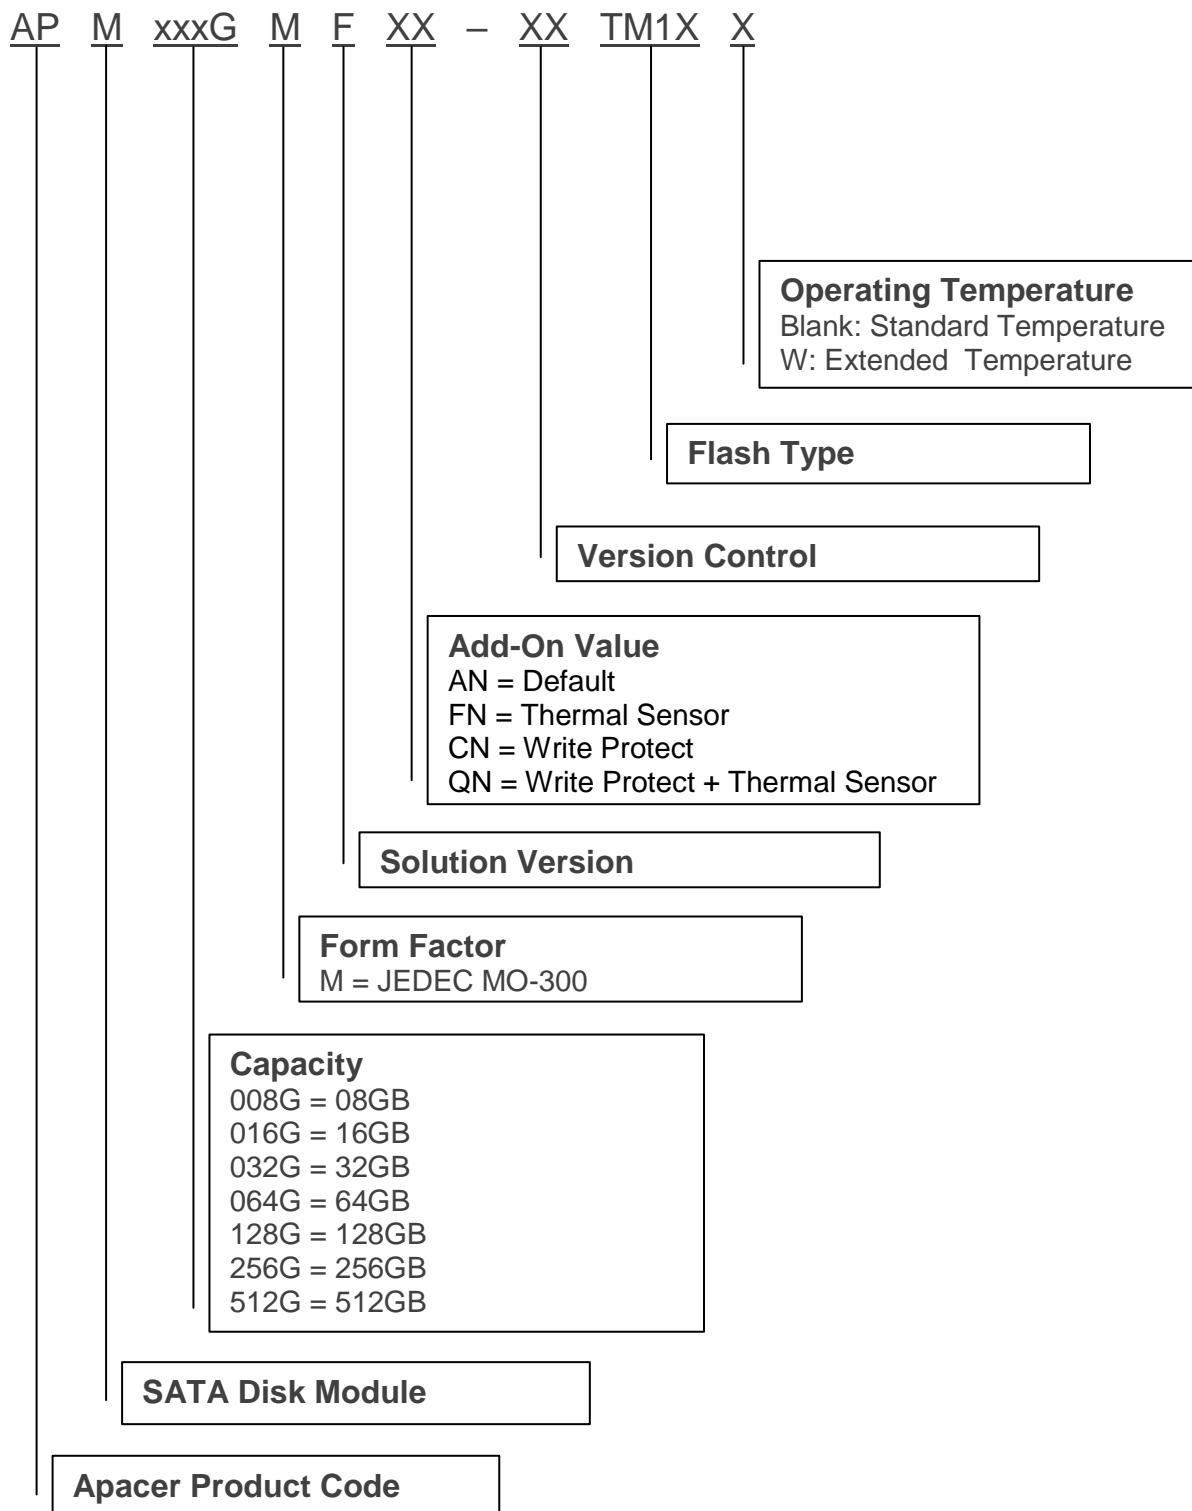 AP M xxxG M F XX – XX TM1X X
Operating Temperature
Blank: Standard Temperature
W: Extended Temperature
Flash Type
Version Control
Add-On Value
AN = Default
FN = Thermal Sensor
CN = Write Protect
QN = Write Protect + Thermal Sensor
Solution Version
Form Factor
M = JEDEC MO-300
Capacity
008G = 08GB
016G = 16GB
032G = 32GB
064G = 64GB
128G = 128GB
256G = 256GB
512G = 512GB
SATA Disk Module
Apacer Product Code